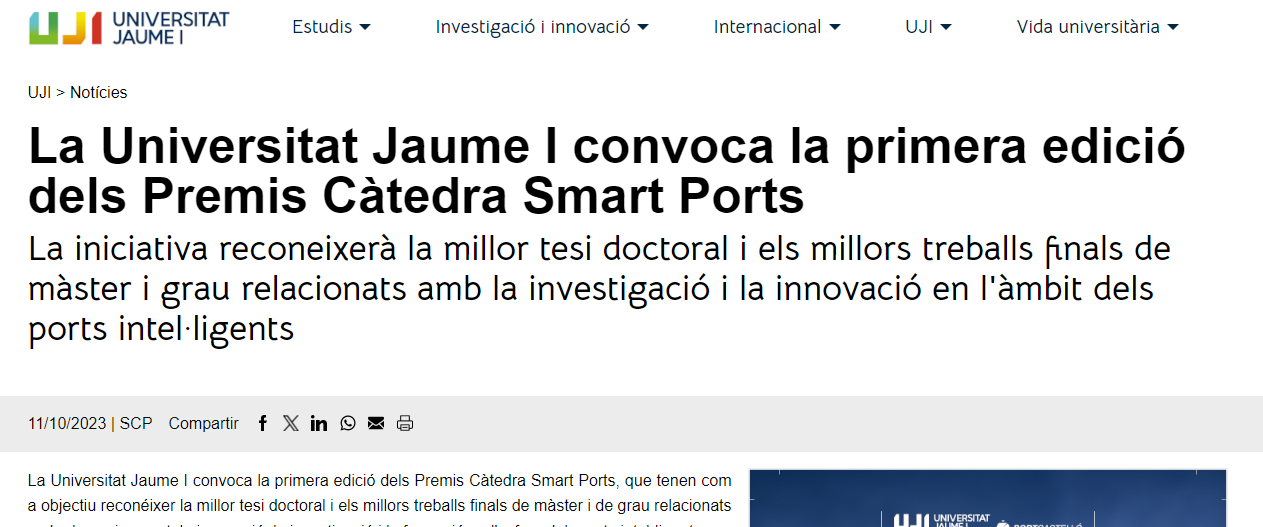 UJI UNIVERSITAT JAUME I
Estudis Investigació i innovació Internacional UJI Vida universitària
UJI > Notícies
La Universitat Jaume I convoca la primera edició
dels Premis Càtedra Smart Ports
La iniciativa reconeixerà la millor tesi doctoral i els millors treballs finals de
màster i grau relacionats amb la investigació i la innovació en l'àmbit dels
ports intel·ligents
11/10/2023 | SCP Compartir
La Universitat Jaume I convoca la primera edició dels Premis Càtedra Smart Ports, que tenen com
a objectiu reconéixer la millor tesi doctoral i els millors treballs finals de màster i de grau relacionats
UJI UNIVERSITAT PORTCASTELLÓ